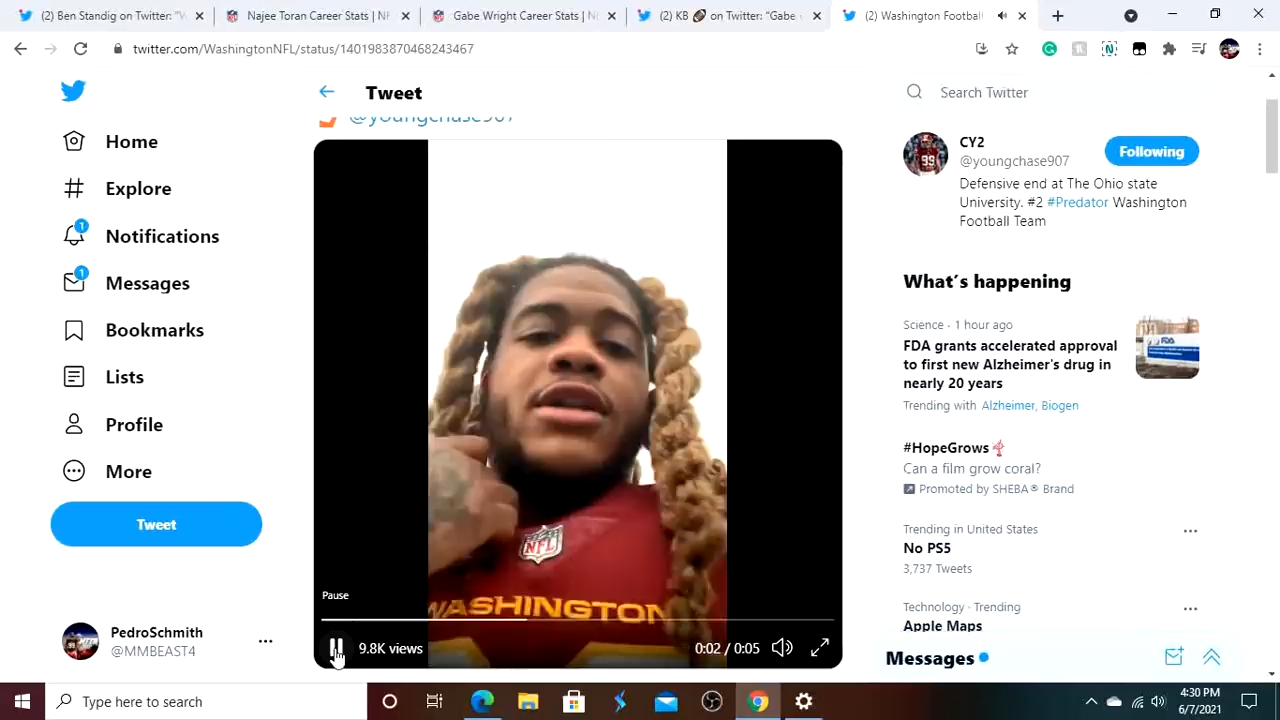 (2) Ben Standig on Twitter: "W
Najee Toran Career Stats | NF
Gabe Wright Career Stats | NF
(2) KB 🏈 on Twitter: "Gabe
(2) Washington Football
twitter.com/WashingtonNFL/status/1401983870468243467
Tweet
@youngchase907
Search Twitter
Home
Explore
1
Notifications
1
Messages
Bookmarks
Lists
Profile
More
Tweet
PedroSchmith
@MMBEAST4
NFL
WASHINGTON
Pause
9.8K views
0:02 / 0:05
CY2
@youngchase907
Following
Defensive end at The Ohio state
University. #2 #Predator Washington
Football Team
99
What's happening
Science · 1 hour ago
FDA grants accelerated approval
to first new Alzheimer's drug in
nearly 20 years
Trending with Alzheimer, Biogen
FDA
#HopeGrows
Can a film grow coral?
Promoted by SHEBA® Brand
Trending in United States
No PS5
3,737 Tweets
Technology · Trending
Apple Maps
Messages
Type here to search
4:30 PM
6/7/2021